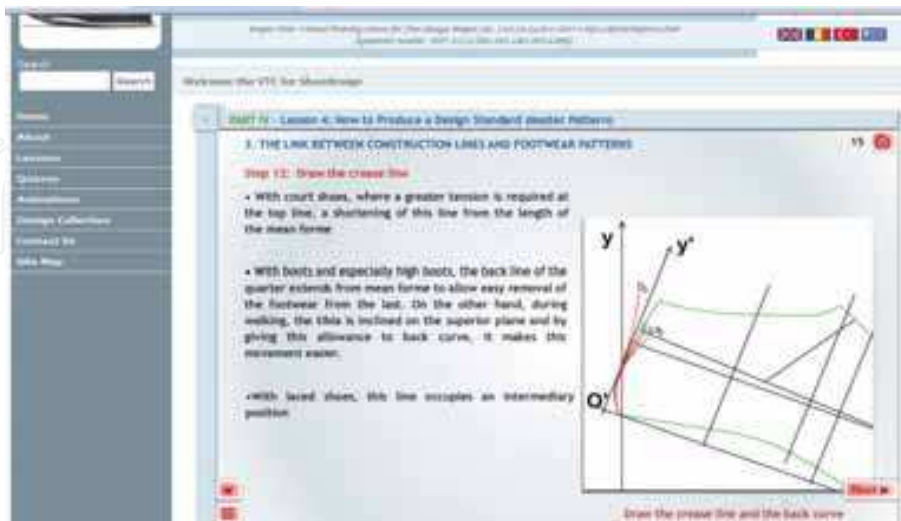 Search
Search
Home
About
Lessons
Quizzes
Animations
Design Collection
Contact Us
Site Map
Welcome the VTC for Shoedesign
PART IV - Lesson 4: How to Produce a Design Standard (Master Pattern)
3. THE LINK BETWEEN CONSTRUCTION LINES AND FOOTWEAR PATTERNS
15
Step 12: Draw the crease line
• With court shoes, where a greater tension is required at
the top line, a shortening of this line from the length of
the mean forme
• With boots and especially high boots, the back line of the
quarter extends from mean forme to allow easy removal of
the footwear from the last. On the other hand, during
walking, the tibia is inclined on the superior plane and by
giving this allowance to back curve, it makes this
movement easier.
•With laced shoes, this line occupies an intermediary
position
y
y'
O'
Next
Draw the crease line and the back curve